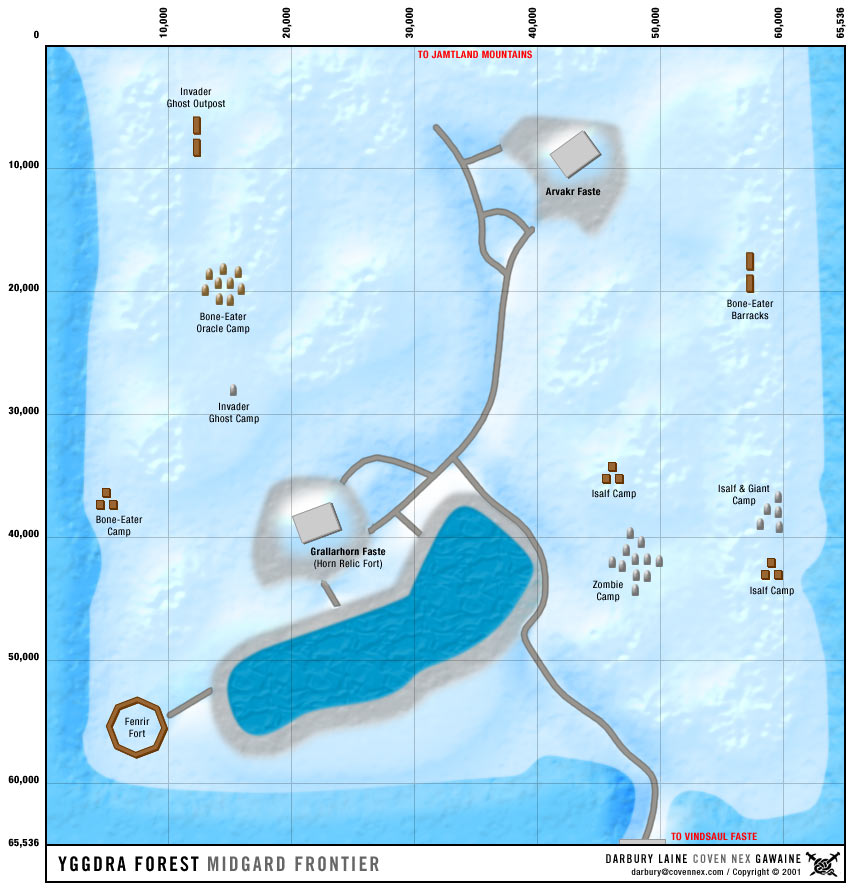 0
10,000
20,000
30,000
40,000
50,000
60,000
65,536
TO JAMTLAND MOUNTAINS
Invader
Ghost Outpost
10,000
Arvakr Faste
20,000
Bone-Eater
Oracle Camp
Bone-Eater
Barracks
30,000
Invader
Ghost Camp
Isalf Camp
Isalf & Giant
Camp
Bone-Eater
Camp
40,000
Grallarhorn Faste
(Horn Relic Fort)
Zombie
Camp
Isalf Camp
50,000
Fenrir
Fort
60,000
65,536
TO VINDSAUL FASTE
YGGDRA FOREST MIDGARD FRONTIER
DARBURY LAINE COVEN NEX GAWAINE
darbury@covennex.com / Copyright © 2001